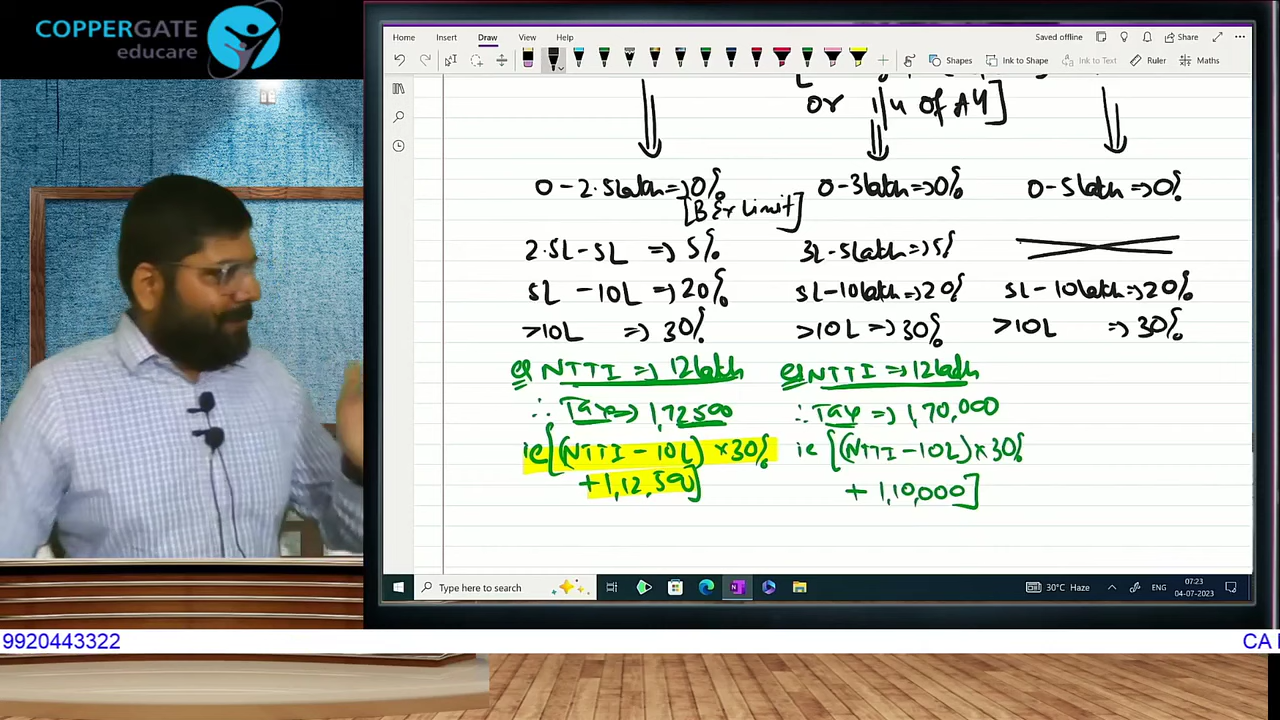 COPPERGATE
educare
Home Insert Draw View Help
Saved offline
Share
Shapes
Ink to Shape
Ink to Text
Ruler
Maths
or of AY]
0-2.5lakh=>0% 0-3lakh=>0% 0-5lakh=>0%
[B Ex Limit]
2.5L-5L => 5% 3L-5lakh=>5%
5L -10L =>20% 5L-10lakh=>20% 5L-10lakh=>20%
>10L => 30% >10L => 30% >10L => 30%
eg NTTI => 12lakh eg NTTI => 12lakh
∴ Tax => 1,72,500 ∴ Tax => 1,70,000
ie [(NTTI - 10L) ×30% ie [(NTTI - 10L)×30%
+1,12,500] + 1,10,000]
Type here to search
30°C Haze
ENG
07:23
04-07-2023
9920443322
CA